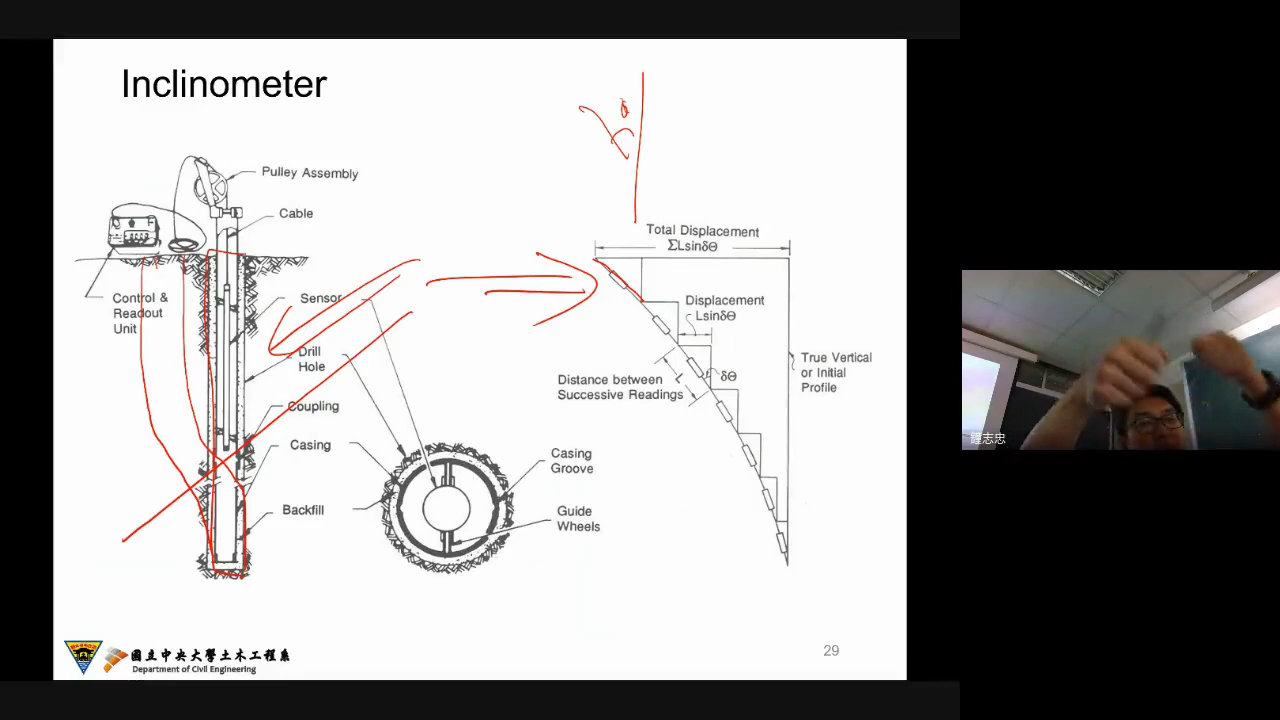 Inclinometer
Pulley Assembly
Cable
Control &
Readout
Unit
Sensor
Drill
Hole
Coupling
Casing
Backfill
Casing
Groove
Guide
Wheels
θ
Total Displacement
ΣLsinδΘ
Displacement
LsinδΘ
δΘ
L
Distance between
Successive Readings
True Vertical
or Initial
Profile
國立中央大學土木工程系
Department of Civil Engineering
29
鐘志忠